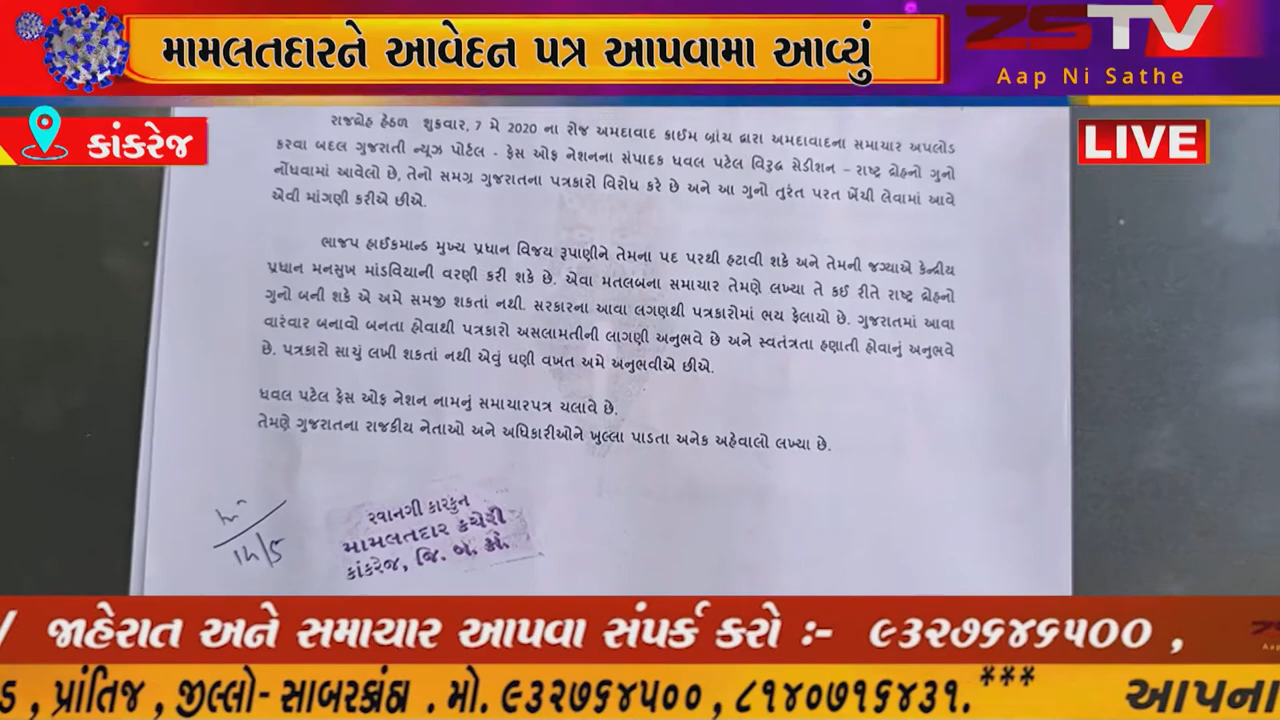 મામલતદારને આવેદન પત્ર આપવામા આવ્યું
ZSTV
Aap Ni Sathe
કાંકરેજ
LIVE
રાજદ્રોહ હેઠળ શુક્રવાર, 7 મે 2020 ના રોજ અમદાવાદ ક્રાઈમ બ્રાંચ દ્વારા અમદાવાદના સમાચાર અપલોડ
કરવા બદલ ગુજરાતી ન્યૂઝ પોર્ટલ - ફેસ ઓફ નેશનના સંપાદક ધવલ પટેલ વિરુદ્ધ સેડીશન – રાષ્ટ્ર દ્રોહનો ગુનો
નોંધવામાં આવેલો છે, તેનો સમગ્ર ગુજરાતના પત્રકારો વિરોધ કરે છે અને આ ગુનો તુરંત પરત ખેંચી લેવામાં આવે
એવી માંગણી કરીએ છીએ.
ભાજપ હાઈકમાન્ડ મુખ્ય પ્રધાન વિજય રૂપાણીને તેમના પદ પરથી હટાવી શકે અને તેમની જગ્યાએ કેન્દ્રીય
પ્રધાન મનસુખ માંડવિયાની વરણી કરી શકે છે. એવા મતલબના સમાચાર તેમણે લખ્યા તે કઈ રીતે રાષ્ટ્ર દ્રોહનો
ગુનો બની શકે એ અમે સમજી શકતાં નથી. સરકારના આવા લગણથી પત્રકારોમાં ભય ફેલાયો છે. ગુજરાતમાં આવા
વારંવાર બનાવો બનતા હોવાથી પત્રકારો અસલામતીની લાગણી અનુભવે છે અને સ્વતંત્રતા હણાતી હોવાનું અનુભવે
છે. પત્રકારો સાચું લખી શકતાં નથી એવું ઘણી વખત અમે અનુભવીએ છીએ.
ધવલ પટેલ ફેસ ઓફ નેશન નામનું સમાચારપત્ર ચલાવે છે.
તેમણે ગુજરાતના રાજકીય નેતાઓ અને અધિકારીઓને ખુલ્લા પાડતા અનેક અહેવાલો લખ્યા છે.
રવાનગી કારકુન
મામલતદાર કચેરી
કાંકરેજ, જિ. બ. કાં.
/ જાહેરાત અને સમાચાર આપવા સંપર્ક કરો :- ૯૩૨૭૬૪૬૫૦૦ ,
, પ્રાંતિજ , જીલ્લો- સાબરકાંઠા . મો. ૯૩૨૭૬૪૫૦૦ , ૮૧૪૦૭૧૬૪૩૧. *** આપના